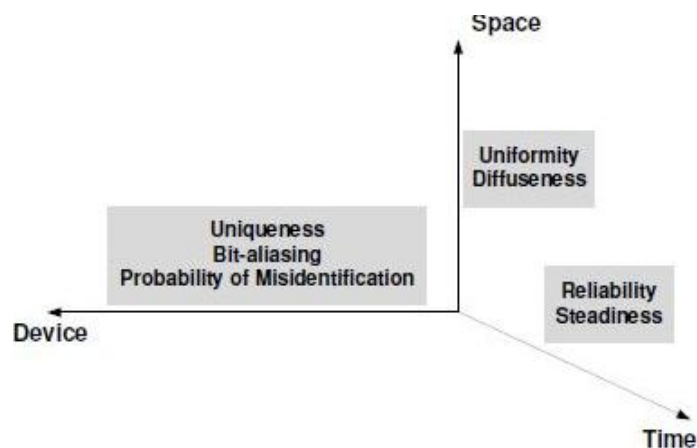 Space
Uniformity
Diffuseness
Uniqueness
Bit-aliasing
Probability of Misidentification
Reliability
Steadiness
Device
Time